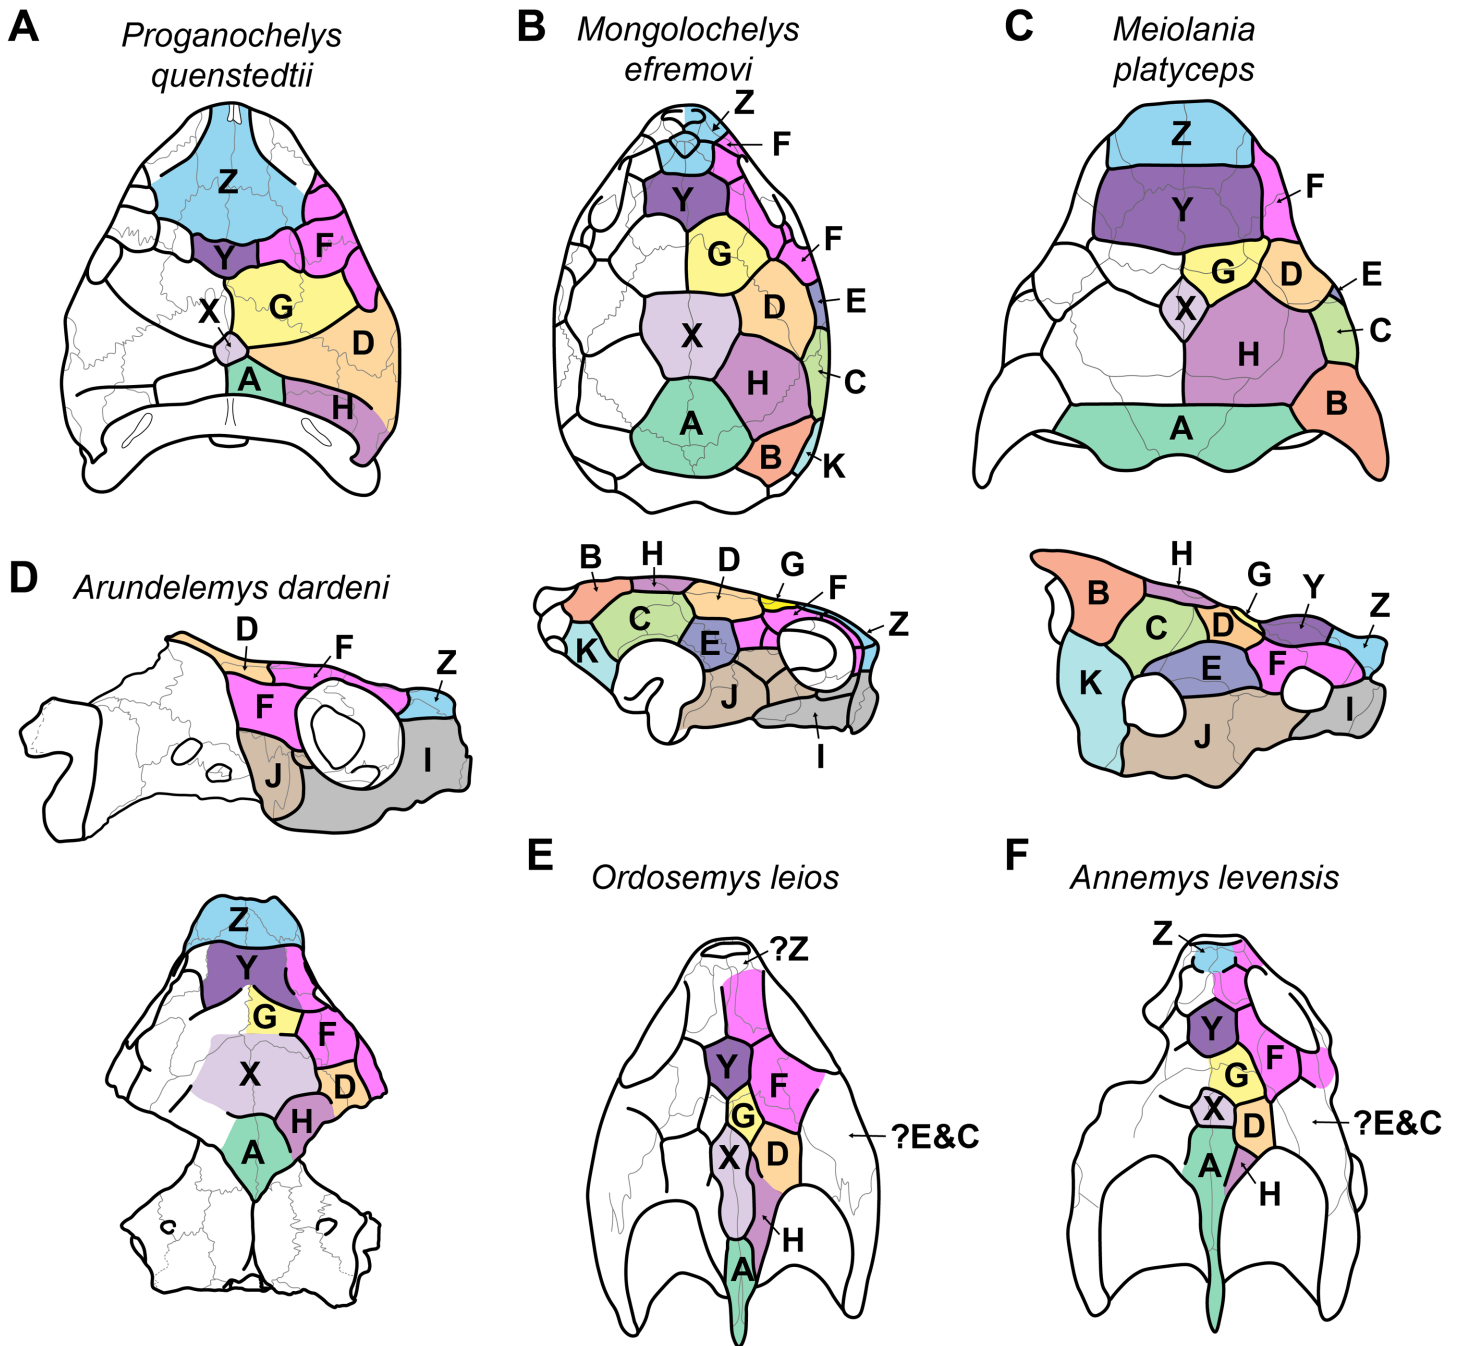 A
Proganochelys
quenstedtii
Z
Y
F
X
G
D
A
H
B
Mongolochelys
efremovi
Z
F
Y
G
F
D
E
X
H
C
A
B
K
B
H
D
G
F
C
E
Z
K
J
I
C
Meiolania
platyceps
Z
F
Y
G
D
E
X
C
H
B
A
H
G
Y
Z
B
C
D
F
E
K
J
I
D
Arundelemys dardeni
D
F
Z
F
J
I
Z
Y
G
F
X
D
H
A
E
Ordosemys leios
?Z
Y
F
G
?E&C
X
D
H
A
F
Annemys levensis
Z
Y
F
G
X
D
?E&C
A
H